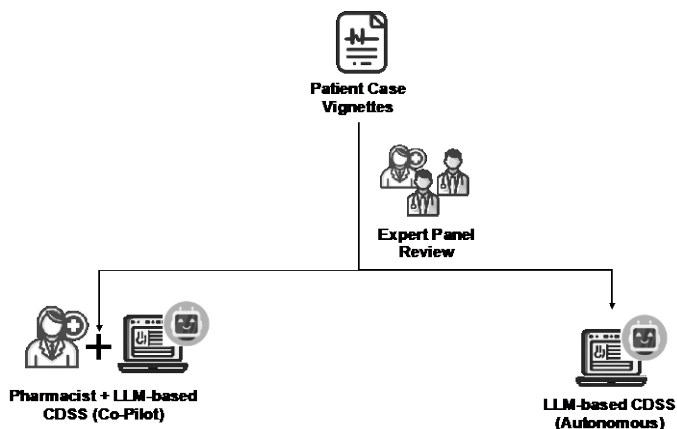 Patient Case
Vignettes
Expert Panel
Review
Pharmacist + LLM-based
CDSS (Co-Pilot)
LLM-based CDSS
(Autonomous)